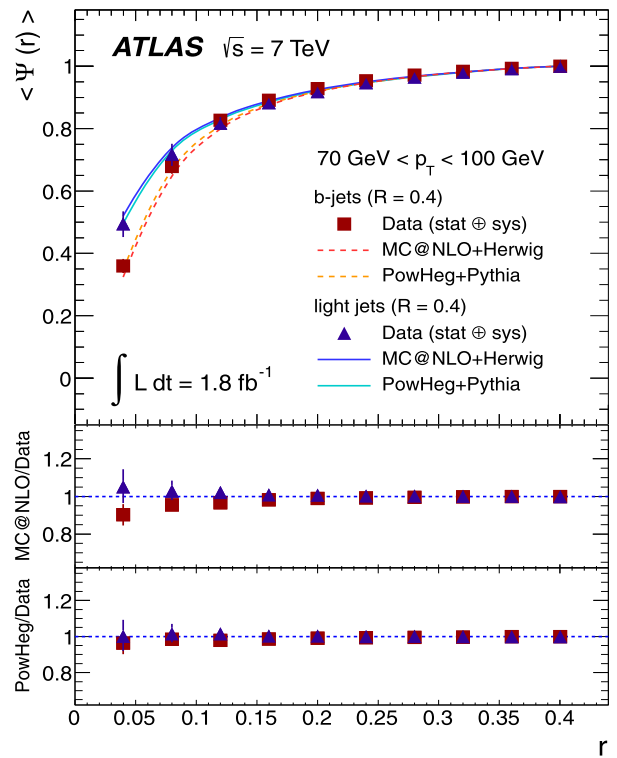 < Ψ (r) >
ATLAS √s = 7 TeV
1
0.8
0.6
0.4
0.2
0
70 GeV < pT < 100 GeV
b-jets (R = 0.4)
Data (stat ⊕ sys)
MC@NLO+Herwig
PowHeg+Pythia
light jets (R = 0.4)
Data (stat ⊕ sys)
MC@NLO+Herwig
PowHeg+Pythia
∫ L dt = 1.8 fb⁻¹
MC@NLO/Data
1.2
1
0.8
PowHeg/Data
1.2
1
0.8
0 0.05 0.1 0.15 0.2 0.25 0.3 0.35 0.4
r